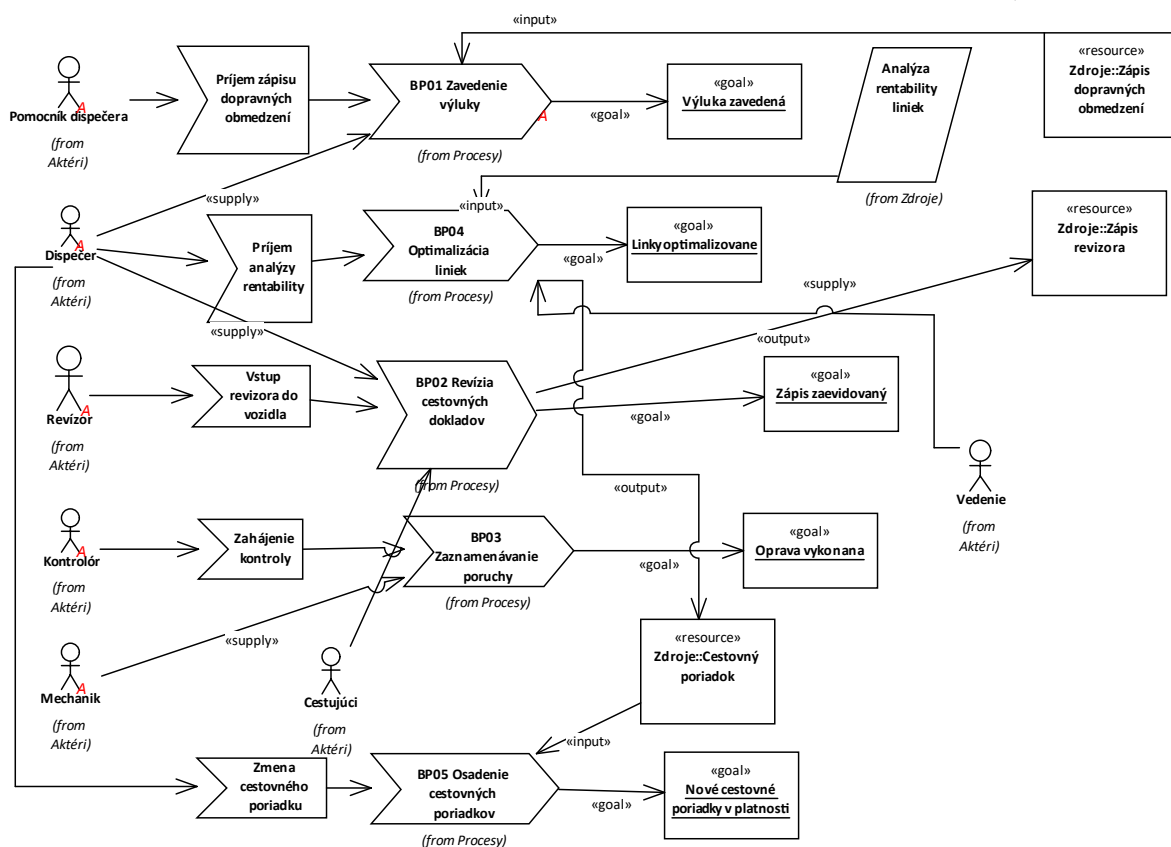 «input»
«resource»
Zdroje::Zápis
dopravných
obmedzení
Analýza
rentability
liniek
(from Zdroje)
Príjem zápisu
dopravných
obmedzení
BP01 Zavedenie
výluky
A
(from Procesy)
«goal»
«goal»
Výluka zavedená
A
Pomocník dispečera
(from
Aktéri)
«supply»
«input»
«resource»
Zdroje::Zápis
revizora
A
Dispečer
(from
Aktéri)
Príjem
analýzy
rentability
BP04
Optimalizácia
liniek
(from Procesy)
«goal»
«goal»
Linky optimalizovane
«supply»
«supply»
«output»
A
Revízor
(from
Aktéri)
Vstup
revizora do
vozidla
BP02 Revízia
cestovných
dokladov
(from Procesy)
«goal»
«goal»
Zápis zaevidovaný
Vedenie
(from
Aktéri)
«output»
A
Kontrolór
(from
Aktéri)
Zahájenie
kontroly
BP03
Zaznamenávanie
poruchy
(from Procesy)
«goal»
«goal»
Oprava vykonana
«supply»
A
Mechanik
(from
Aktéri)
Cestujúci
(from
Aktéri)
«resource»
Zdroje::Cestovný
poriadok
«input»
Zmena
cestovného
poriadku
BP05 Osadenie
cestovných
poriadkov
(from Procesy)
«goal»
«goal»
Nové cestovné
poriadky v platnosti